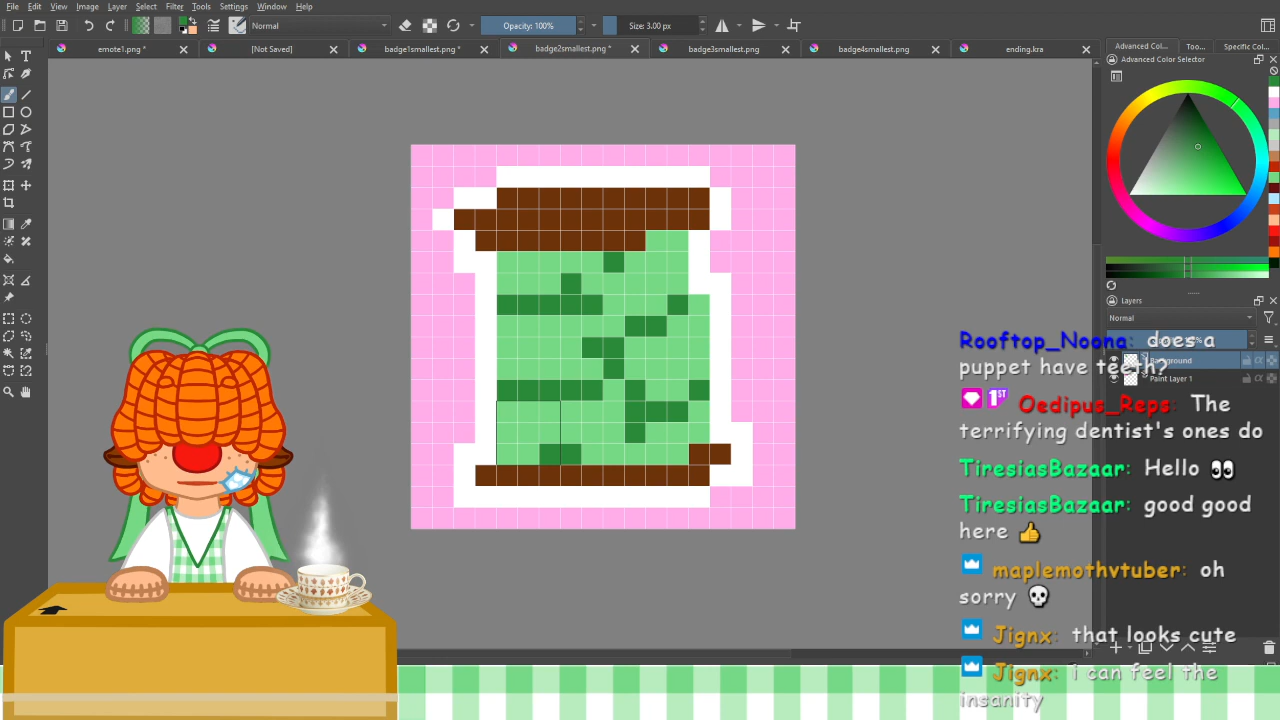 File Edit View Image Layer Select Filter Tools Settings Window Help
Normal Opacity: 100% Size: 3.00 px
emote1.png * [Not Saved] badge1smallest.png * badge2smallest.png * badge3smallest.png badge4smallest.png ending.kra
Advanced Col... Too... Specific Col...
Advanced Color Selector
Layers
Normal
Background
Paint Layer 1
Rooftop_Noona: does a
puppet have teeth?
1ST Oedipus_Reps: The
terrifying dentist's ones do
TiresiasBazaar: Hello 👀
TiresiasBazaar: good good
here 👍
maplemothvtuber: oh
sorry 💀
Jignx: that looks cute
Jignx: i can feel the
insanity